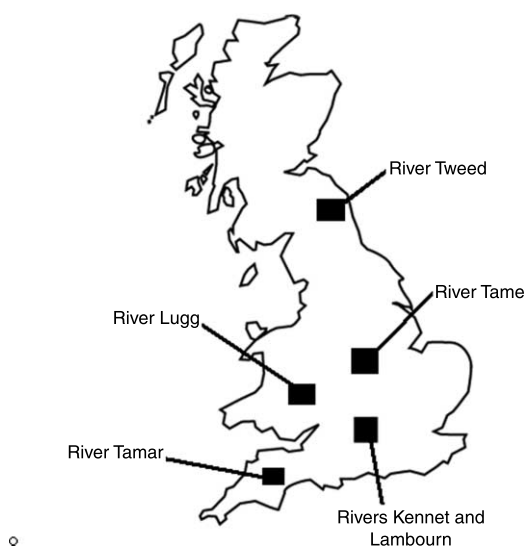 River Tweed
River Tame
River Lugg
River Tamar
Rivers Kennet and
Lambourn